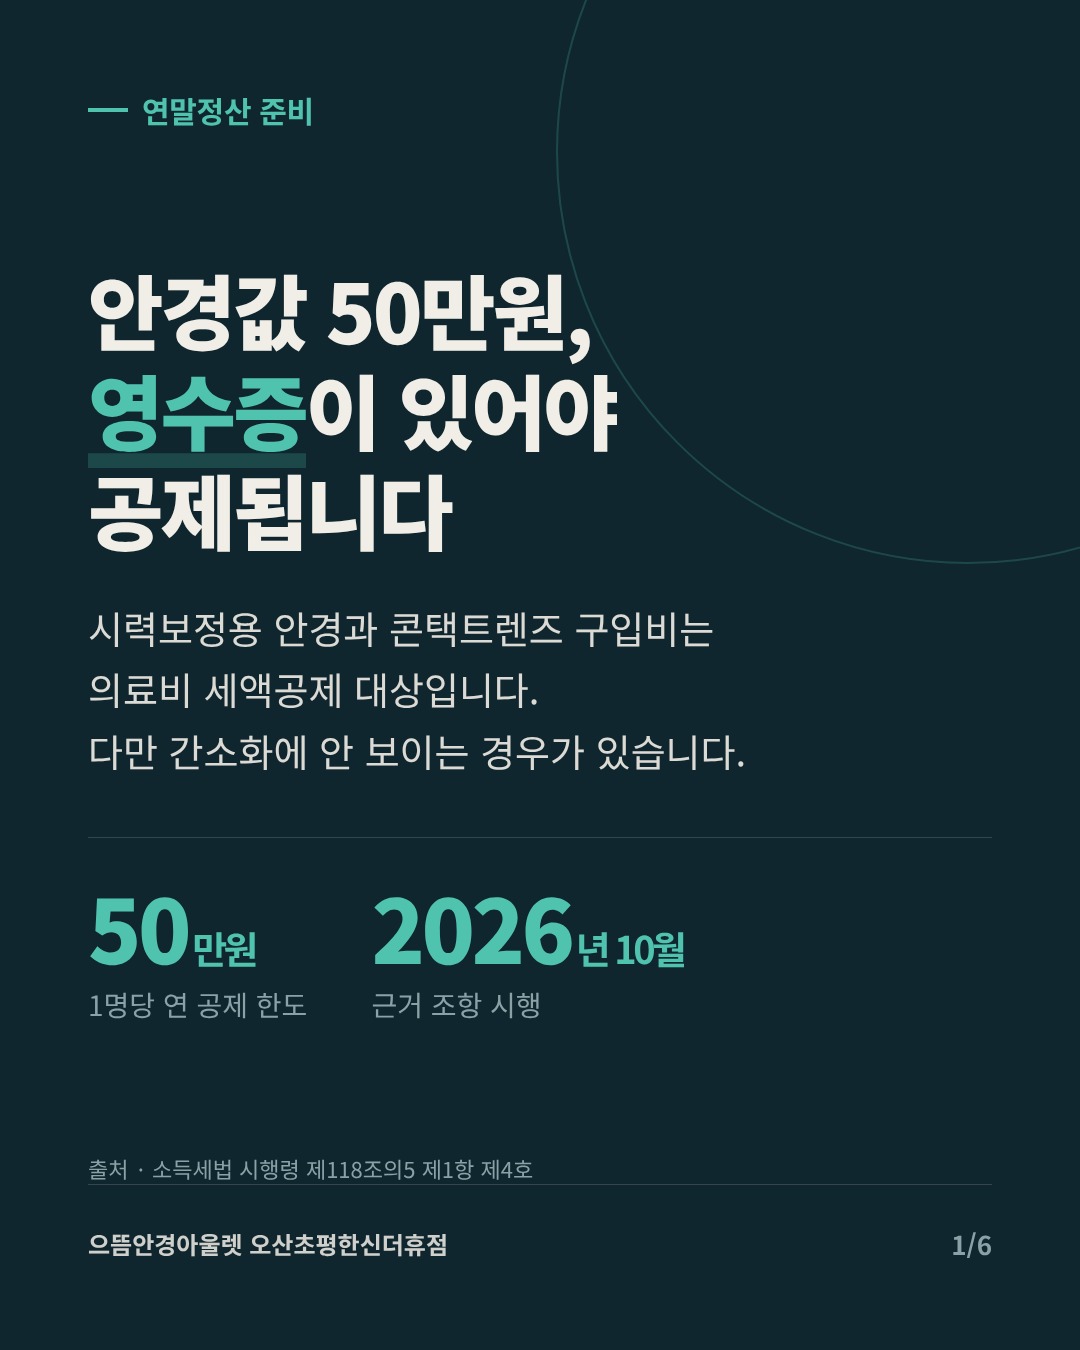 연말정산 준비
안경값 50만원,
영수증이 있어야
공제됩니다
시력보정용 안경과 콘택트렌즈 구입비는
의료비 세액공제 대상입니다.
다만 간소화에 안 보이는 경우가 있습니다.
50만원
1명당 연 공제 한도
2026년 10월
근거 조항 시행
출처 · 소득세법 시행령 제118조의5 제1항 제4호
으뜸안경아울렛 오산초평한신더휴점
1/6